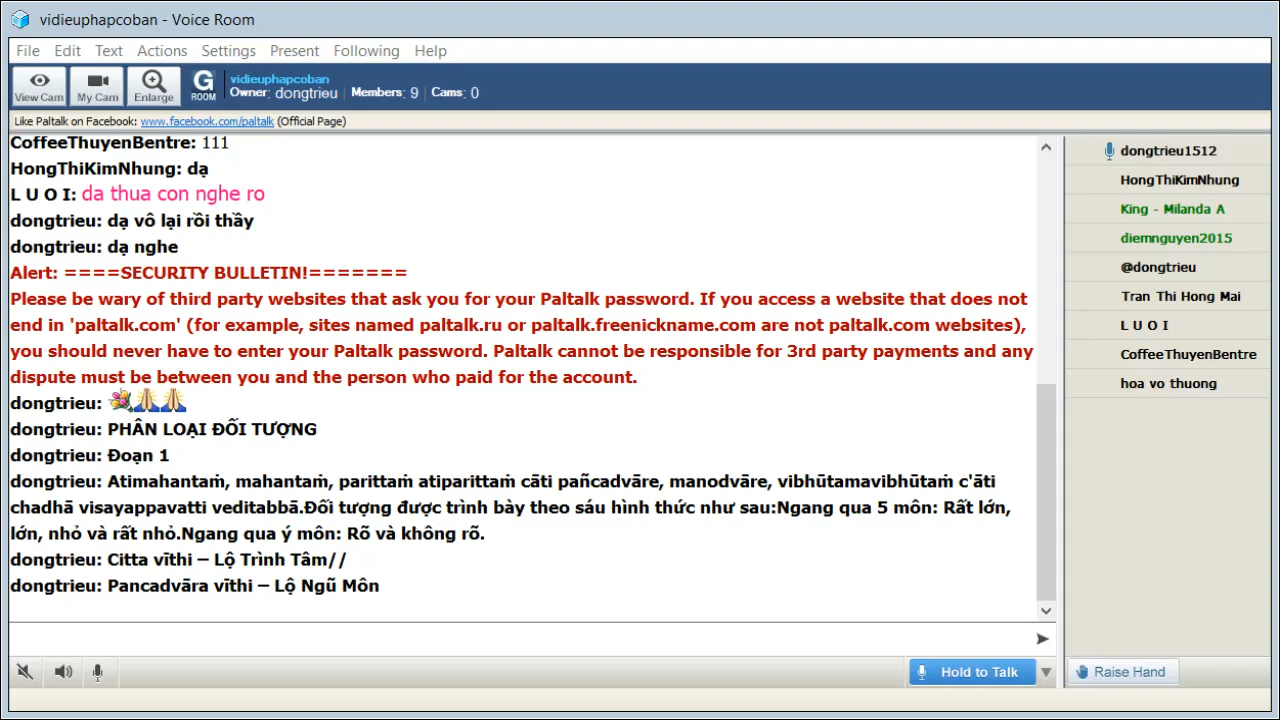 vidieuphapcoban - Voice Room
File Edit Text Actions Settings Present Following Help
View Cam My Cam Enlarge G ROOM vidieuphapcoban
Owner: dongtrieu Members: 9 Cams: 0
Like Paltalk on Facebook: www.facebook.com/paltalk (Official Page)
CoffeeThuyenBentre: 111
HongThiKimNhung: dạ
L U O I: da thua con nghe ro
dongtrieu: dạ vô lại rồi thầy
dongtrieu: dạ nghe
Alert: ====SECURITY BULLETIN!=======
Please be wary of third party websites that ask you for your Paltalk password. If you access a website that does not
end in 'paltalk.com' (for example, sites named paltalk.ru or paltalk.freenickname.com are not paltalk.com websites),
you should never have to enter your Paltalk password. Paltalk cannot be responsible for 3rd party payments and any
dispute must be between you and the person who paid for the account.
dongtrieu: 💐🙏🙏
dongtrieu: PHÂN LOẠI ĐỐI TƯỢNG
dongtrieu: Đoạn 1
dongtrieu: Atimahantaṁ, mahantaṁ, parittaṁ atiparittaṁ cāti pañcadvāre, manodvāre, vibhūtamavibhūtaṁ c'āti
chadhā visayappavatti veditabbā.Đối tượng được trình bày theo sáu hình thức như sau:Ngang qua 5 môn: Rất lớn,
lớn, nhỏ và rất nhỏ.Ngang qua ý môn: Rõ và không rõ.
dongtrieu: Citta vīthi – Lộ Trình Tâm//
dongtrieu: Pancadvāra vīthi – Lộ Ngũ Môn
dongtrieu1512
HongThiKimNhung
King - Milanda A
diemnguyen2015
@dongtrieu
Tran Thi Hong Mai
L U O I
CoffeeThuyenBentre
hoa vo thuong
Hold to Talk
Raise Hand